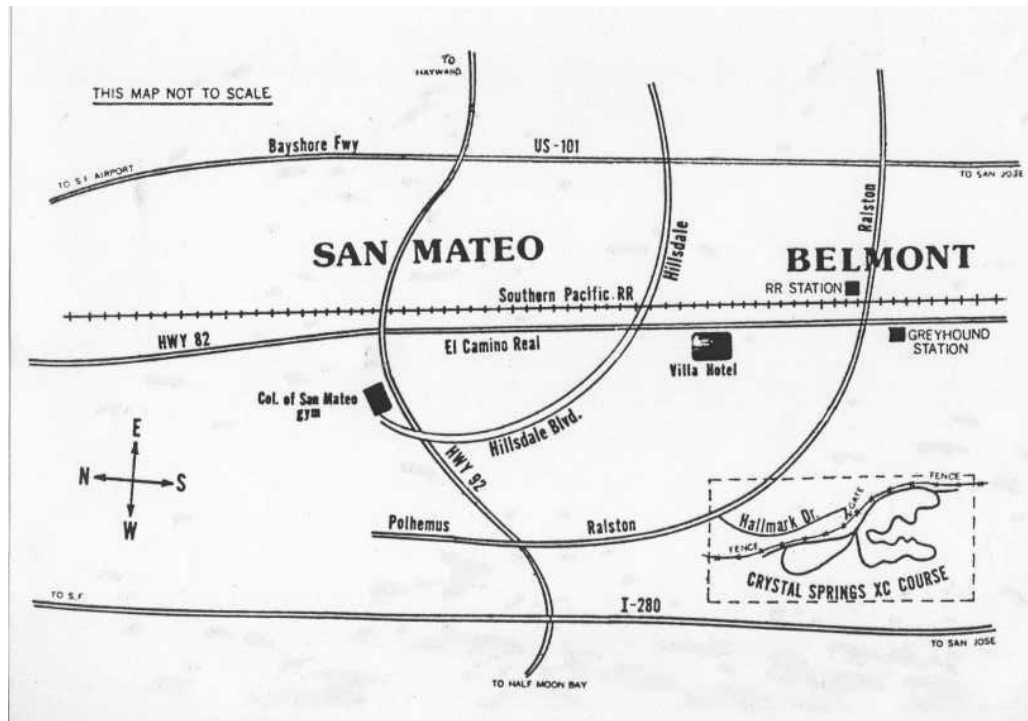 TO
HAYWARD
THIS MAP NOT TO SCALE
Bayshore Fwy
US-101
TO S.F. AIRPORT
TO SAN JOSE
Ralston
Hillsdale
SAN MATEO
BELMONT
RR STATION
Southern Pacific RR
HWY 82
El Camino Real
GREYHOUND
STATION
Villa Hotel
Col. of San Mateo
gym
Hillsdale Blvd.
E
N
S
W
HWY 92
FENCE
GATE
Polhemus
Ralston
Hallmark Dr.
FENCE
CRYSTAL SPRINGS XC COURSE
TO S.F.
I-280
TO SAN JOSE
TO HALF MOON BAY